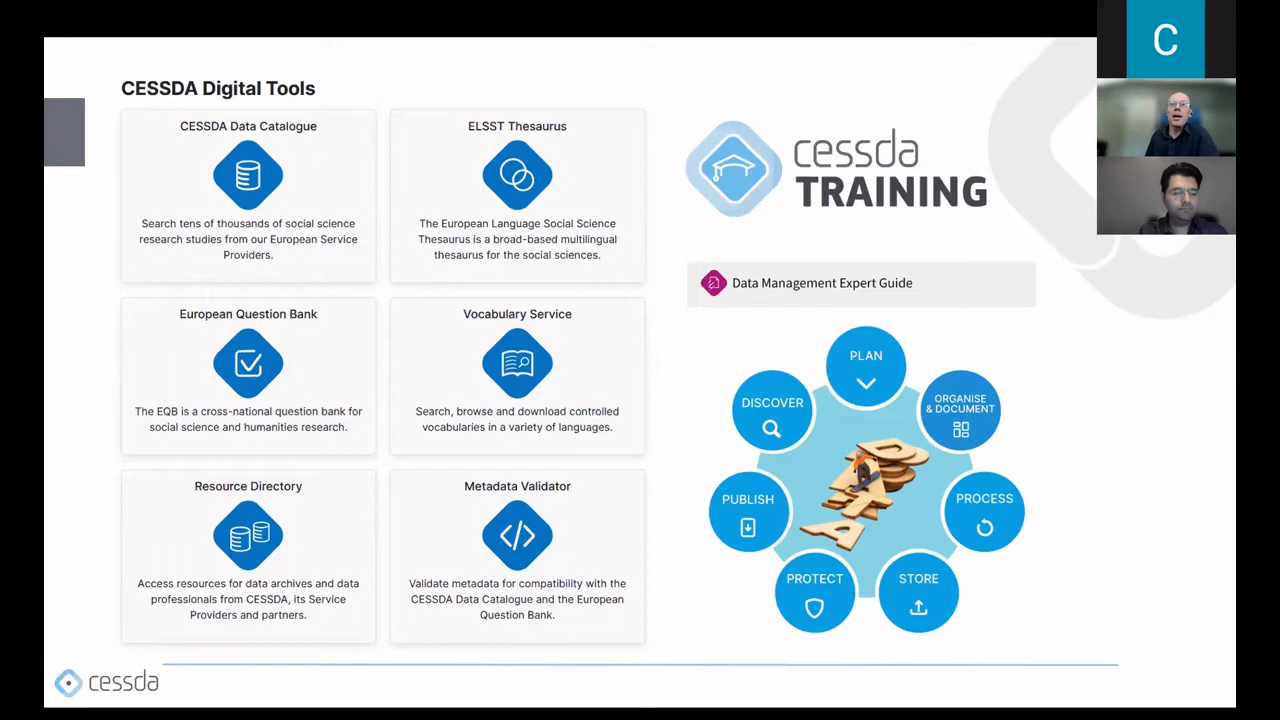 CESSDA Digital Tools
CESSDA Data Catalogue
Search tens of thousands of social science
research studies from our European Service
Providers.
ELSST Thesaurus
The European Language Social Science
Thesaurus is a broad-based multilingual
thesaurus for the social sciences.
European Question Bank
The EQB is a cross-national question bank for
social science and humanities research.
Vocabulary Service
Search, browse and download controlled
vocabularies in a variety of languages.
Resource Directory
Access resources for data archives and data
professionals from CESSDA, its Service
Providers and partners.
Metadata Validator
Validate metadata for compatibility with the
CESSDA Data Catalogue and the European
Question Bank.
cessda
TRAINING
Data Management Expert Guide
PLAN
ORGANISE
& DOCUMENT
PROCESS
STORE
PROTECT
PUBLISH
DISCOVER
DATA
cessda
C